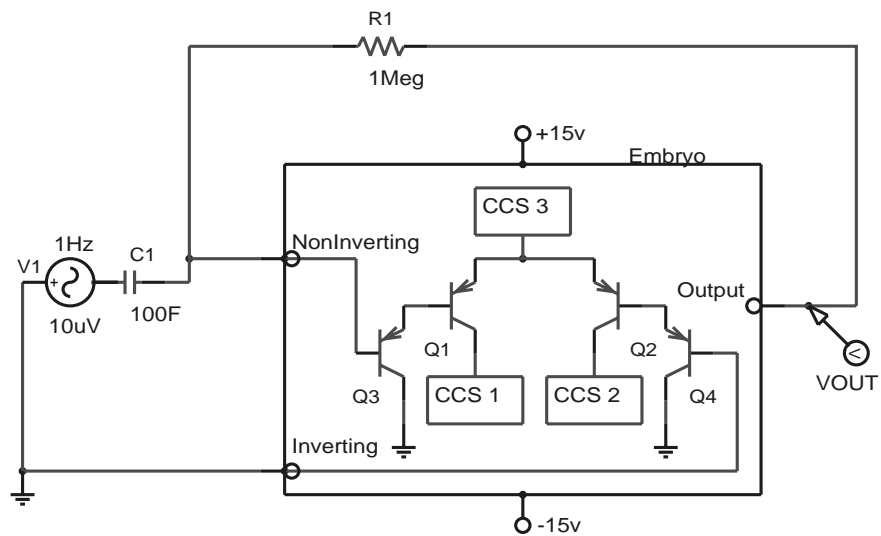 R1
1Meg
+15v
Embryo
CCS 3
NonInverting
1Hz
C1
V1
+
10uV
100F
Output
Q1
Q2
Q3
CCS 1
CCS 2
Q4
VOUT
Inverting
-15v